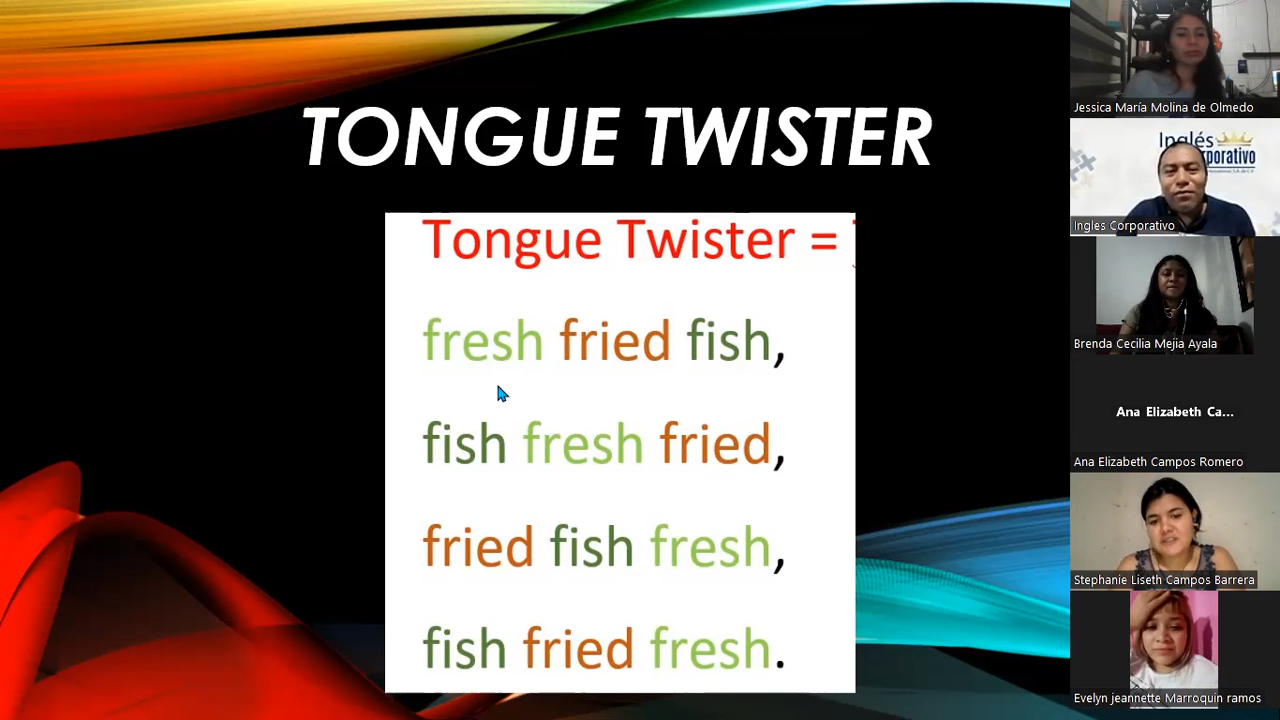 TONGUE TWISTER
Tongue Twister =
fresh fried fish,
fish fresh fried,
fried fish fresh,
fish fried fresh.
Jessica María Molina de Olmedo
Inglés
Ingles Corporativo
Brenda Cecilia Mejia Ayala
Ana Elizabeth Ca...
Ana Elizabeth Campos Romero
Stephanie Liseth Campos Barrera
Evelyn jeannette Marroquin ramos